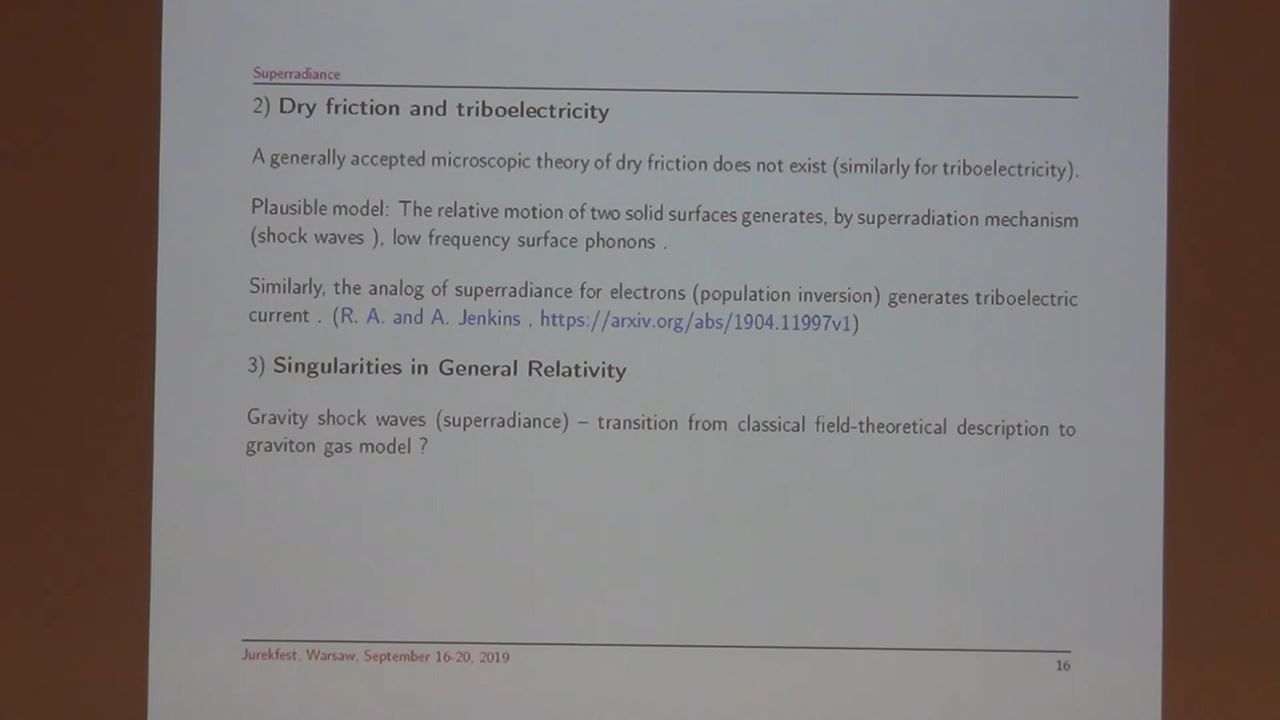 Superradiance
2) Dry friction and triboelectricity
A generally accepted microscopic theory of dry friction does not exist (similarly for triboelectricity).
Plausible model: The relative motion of two solid surfaces generates, by superradiation mechanism
(shock waves ), low frequency surface phonons .
Similarly, the analog of superradiance for electrons (population inversion) generates triboelectric
current . (R. A. and A. Jenkins , https://arxiv.org/abs/1904.11997v1)
3) Singularities in General Relativity
Gravity shock waves (superradiance) – transition from classical field-theoretical description to
graviton gas model ?
Jurekfest, Warsaw, September 16-20, 2019
16